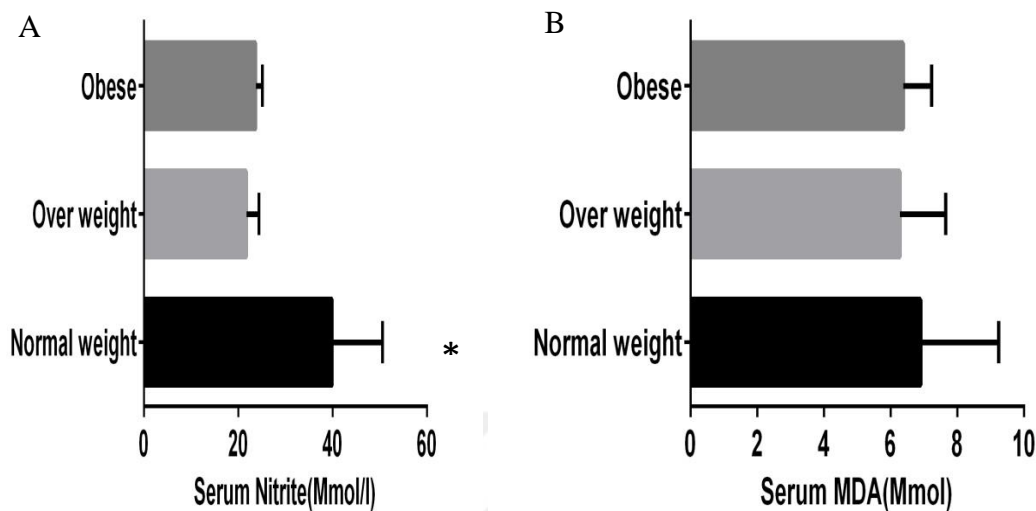 A
Obese
Over weight
Normal weight
*
0 20 40 60
Serum Nitrite(Mmol/l)
B
Obese
Over weight
Normal weight
0 2 4 6 8 10
Serum MDA(Mmol)